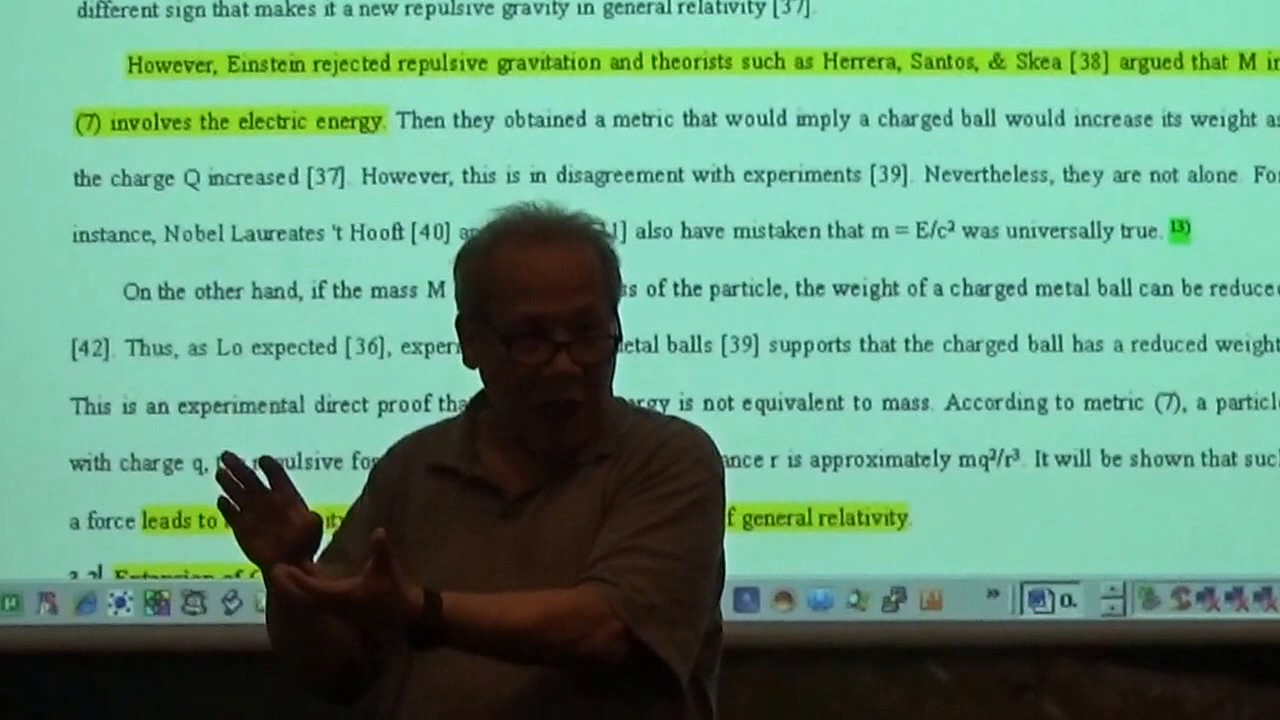 different sign that makes it a new repulsive gravity in general relativity [37].
However, Einstein rejected repulsive gravitation and theorists such as Herrera, Santos, & Skea [38] argued that M in
(7) involves the electric energy. Then they obtained a metric that would imply a charged ball would increase its weight as
the charge Q increased [37]. However, this is in disagreement with experiments [39]. Nevertheless, they are not alone. For
instance, Nobel Laureates 't Hooft [40] also have mistaken that m = E/c² was universally true. 13)
On the other hand, if the mass M of the particle, the weight of a charged metal ball can be reduced
[42]. Thus, as Lo expected [36], balls [39] supports that the charged ball has a reduced weight
This is an experimental direct proof is not equivalent to mass. According to metric (7), a particle
with charge q, r is approximately mq²/r³. It will be shown that such
a force leads to general relativity.
0.